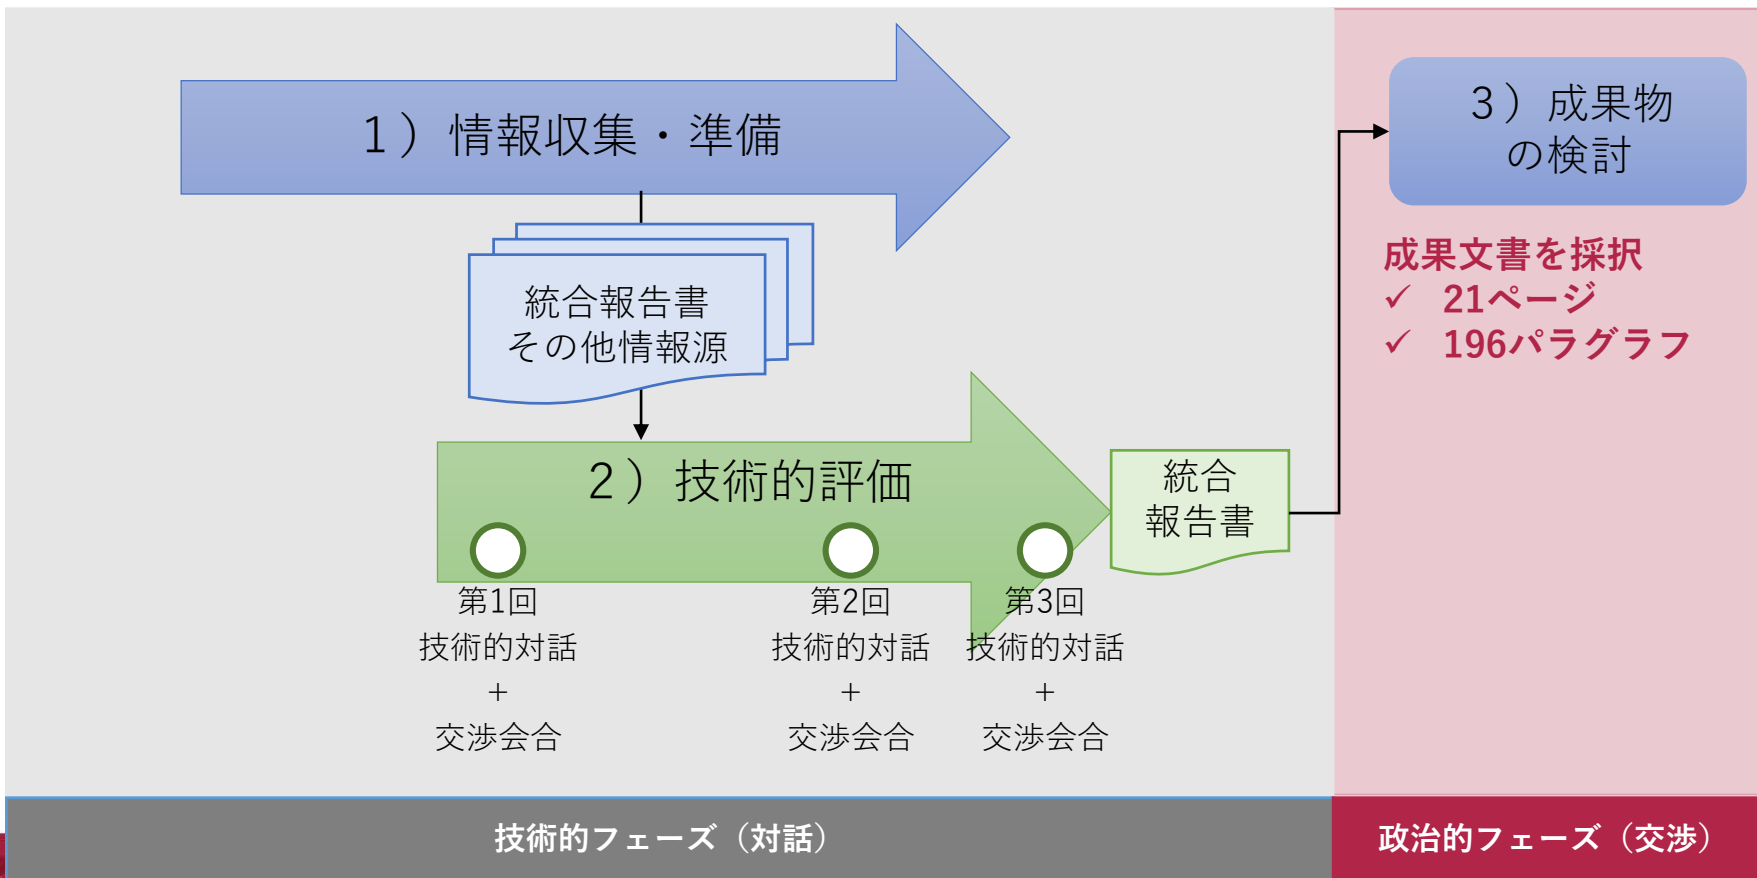 1）情報収集・準備
統合報告書
その他情報源
2）技術的評価
第1回
技術的対話
+
交渉会合
第2回
技術的対話
+
交渉会合
第3回
技術的対話
+
交渉会合
統合
報告書
3）成果物
の検討
成果文書を採択
✓ 21ページ
✓ 196パラグラフ
技術的フェーズ（対話）
政治的フェーズ（交渉）